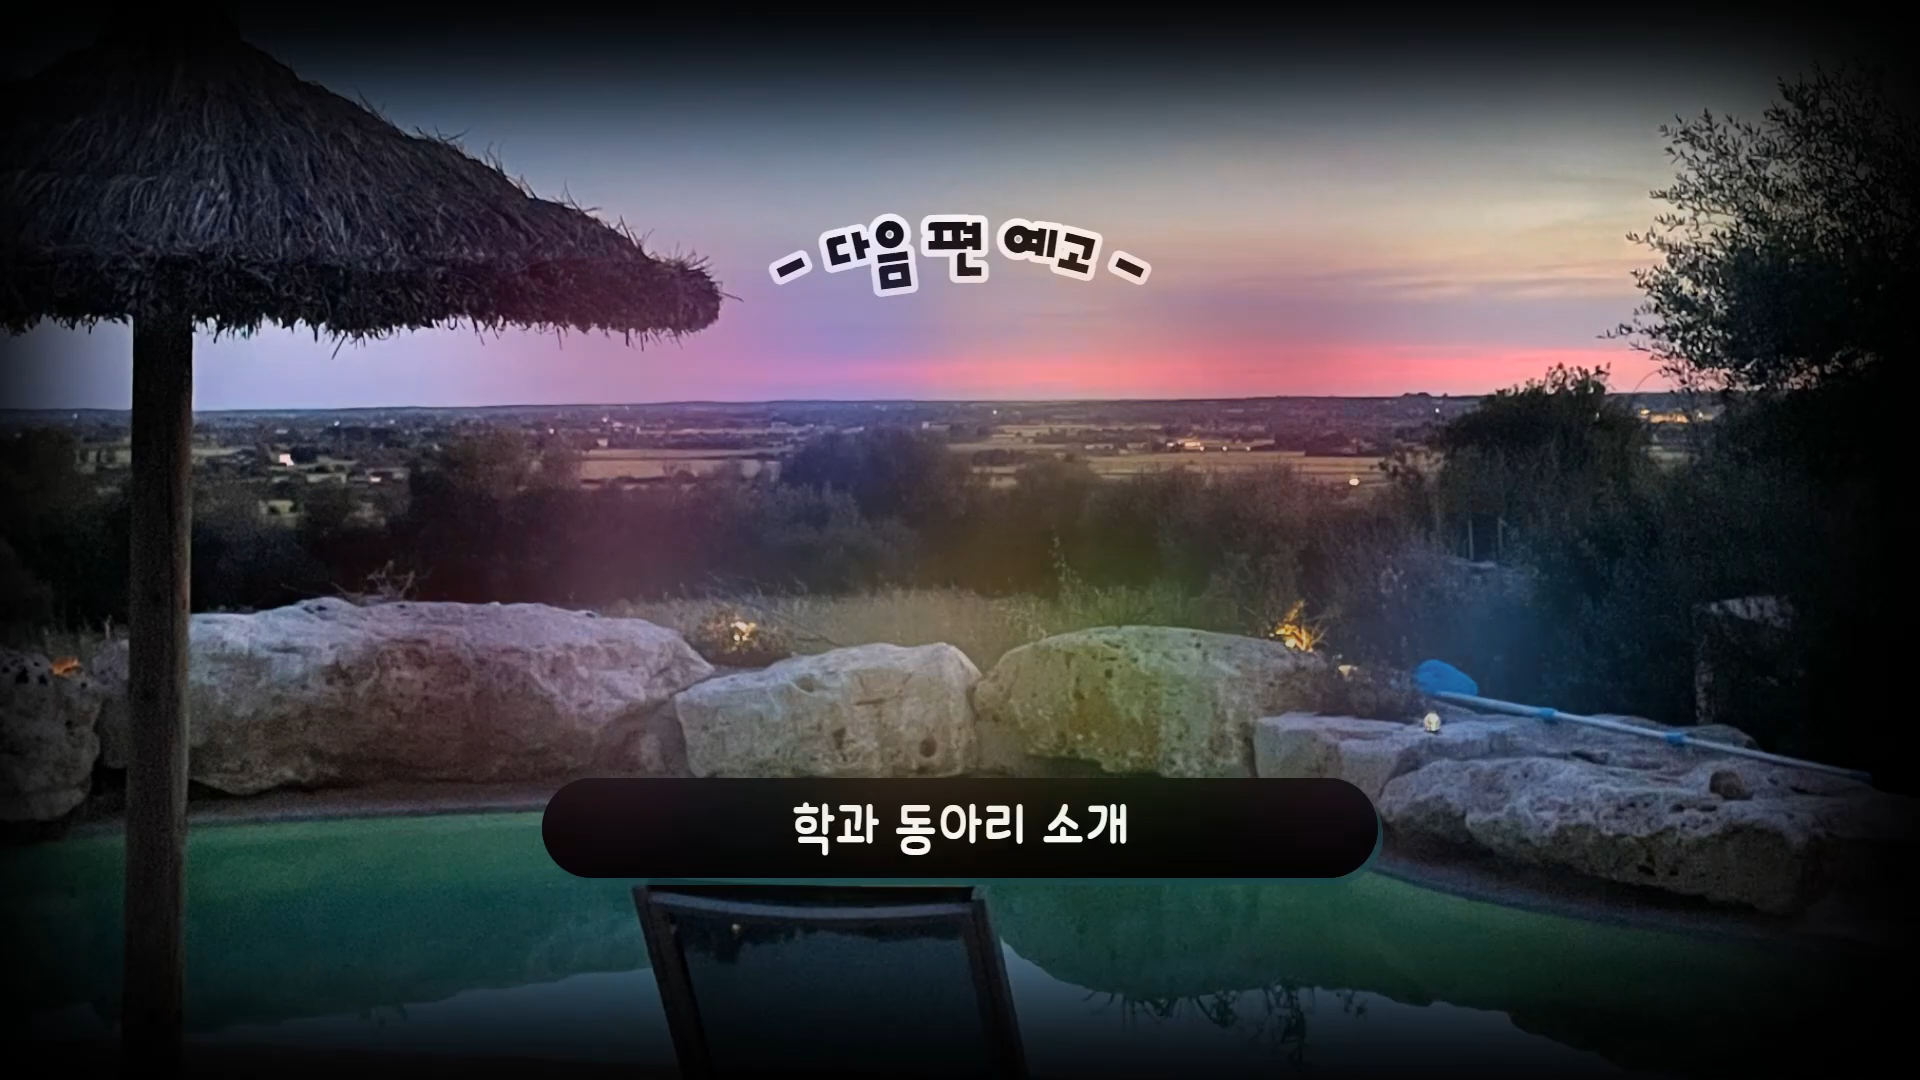 - 다음 편 예고 -
학과 동아리 소개